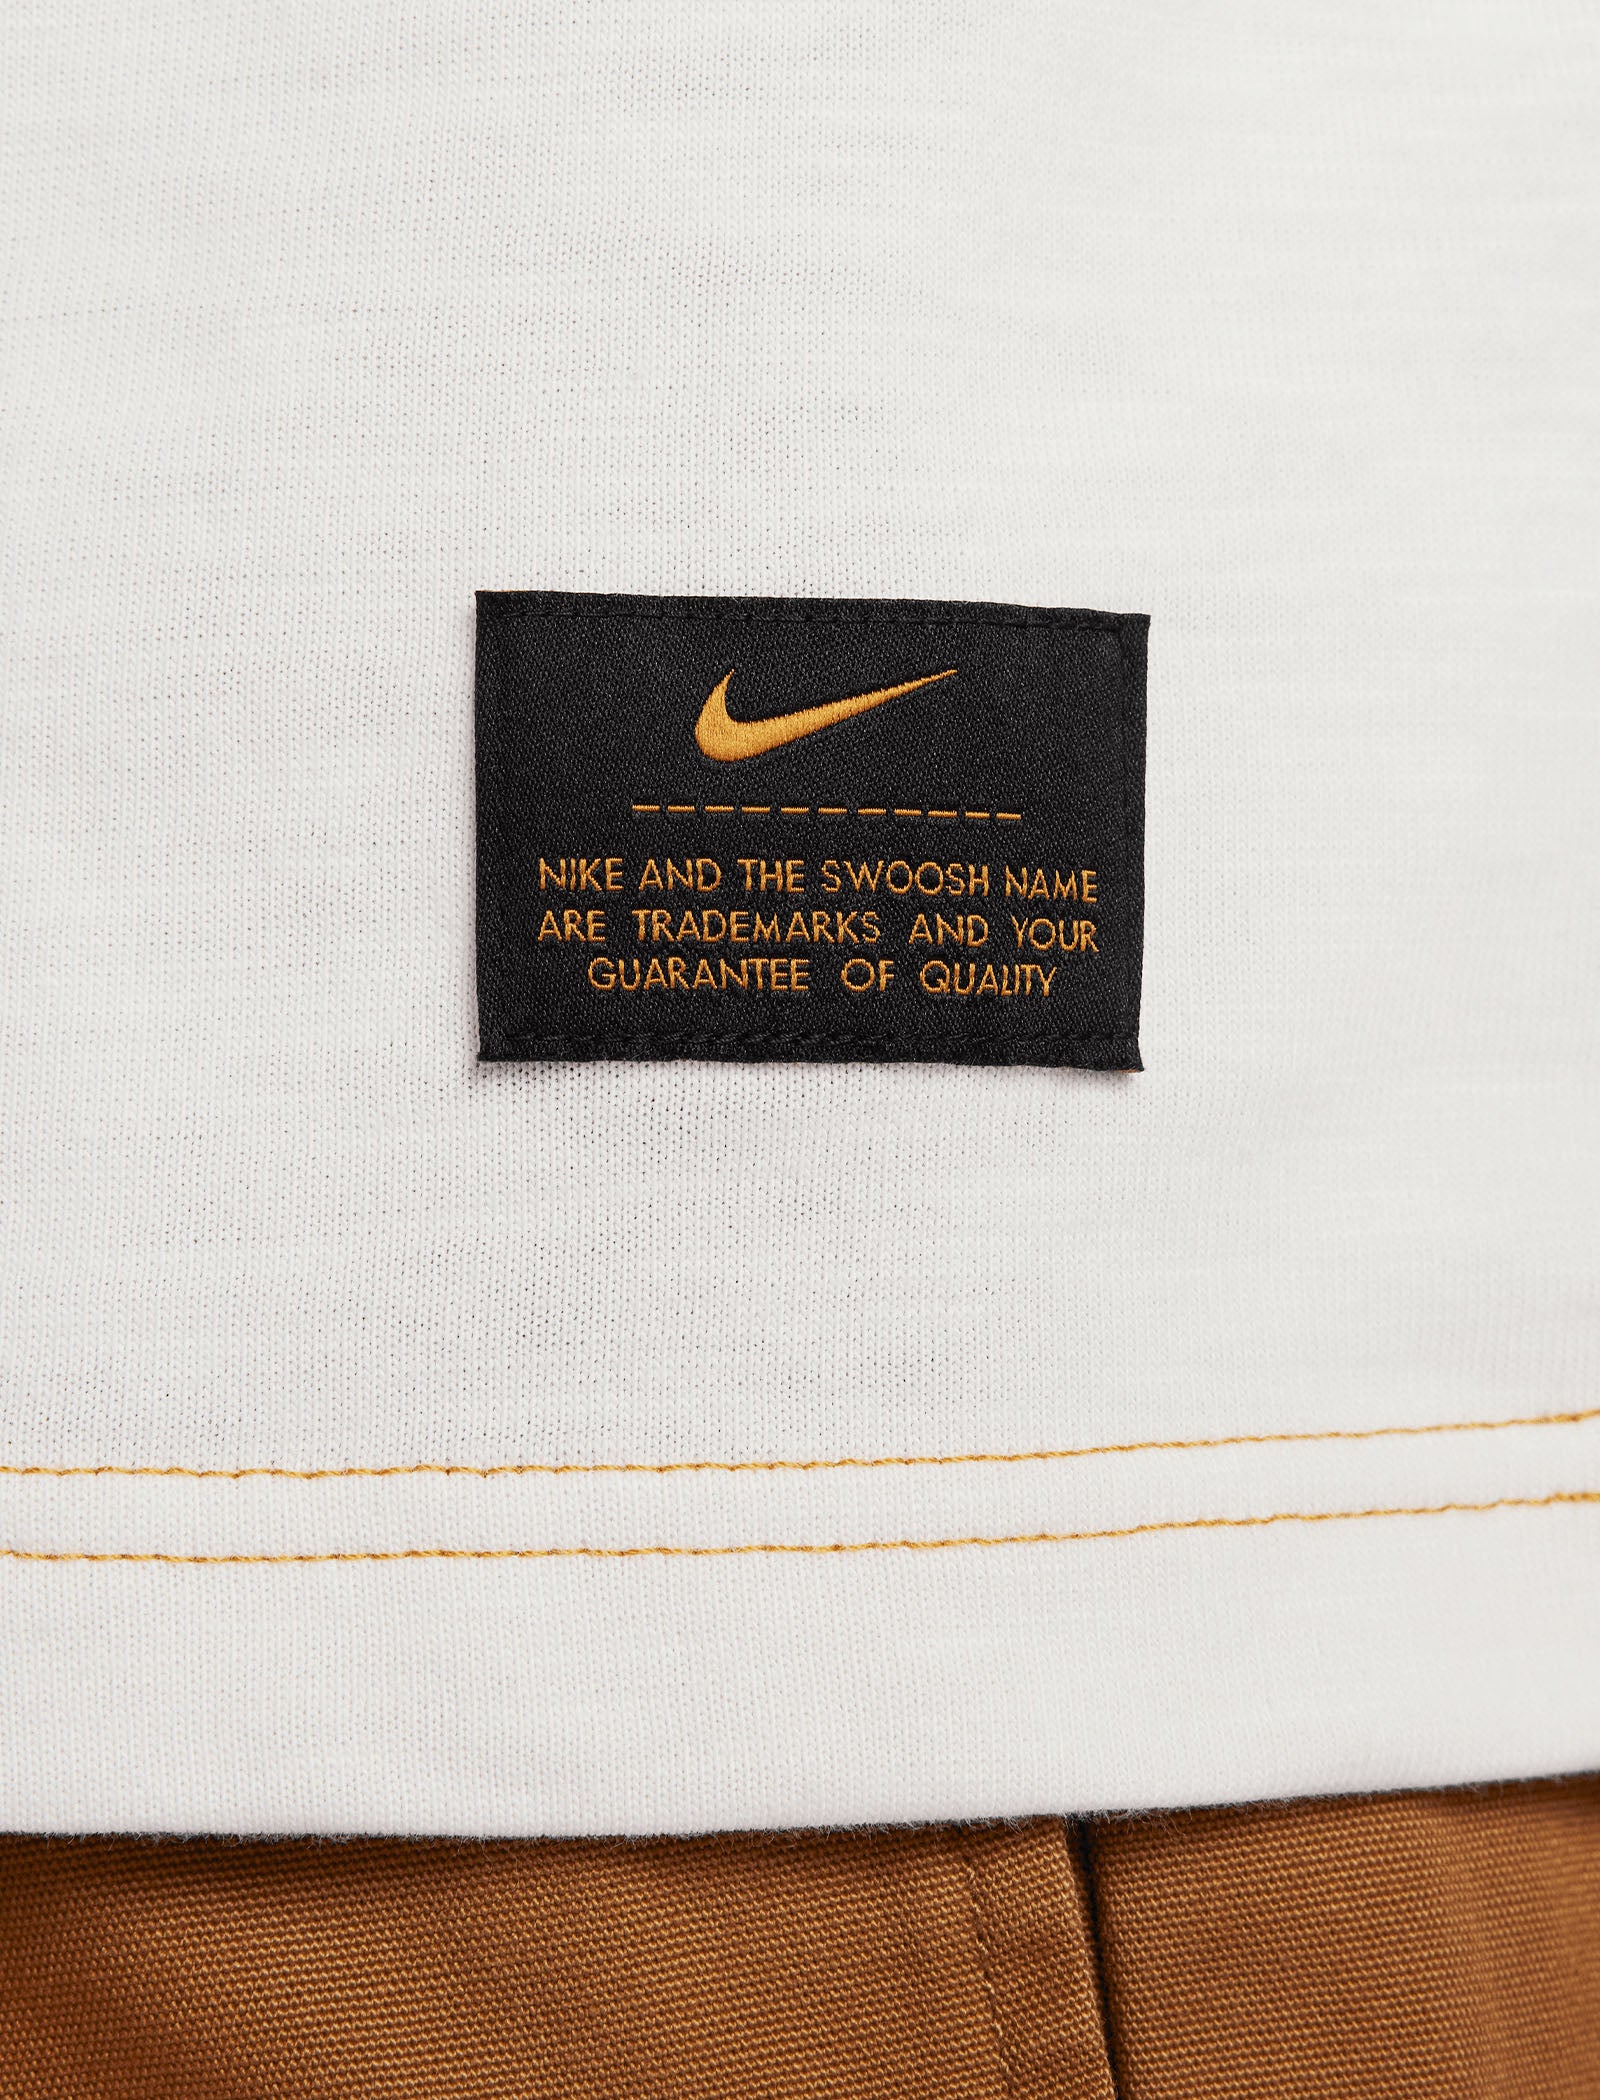 NIKE AND THE SWOOSH NAME
ARE TRADEMARKS AND YOUR
GUARANTEE OF QUALITY